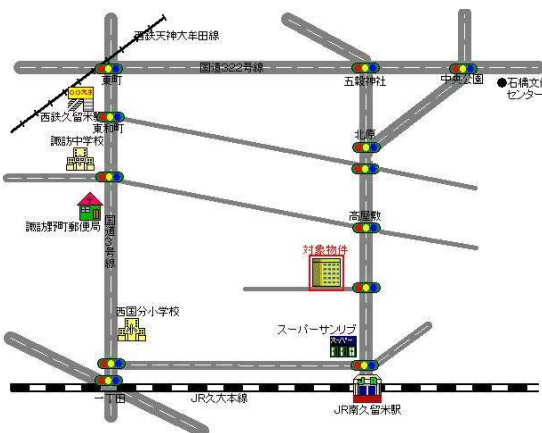 西鉄天神大牟田線
国道322号線
東町
五穀神社
中央公園
●石橋文化
センター
西鉄久留米駅
東和町
諏訪中学校
北原
諏訪野町郵便局
国道3号線
高屋敷
対象物件
西国分小学校
スーパーサンリブ
スーパー
一丁田
JR久大本線
JR南久留米駅